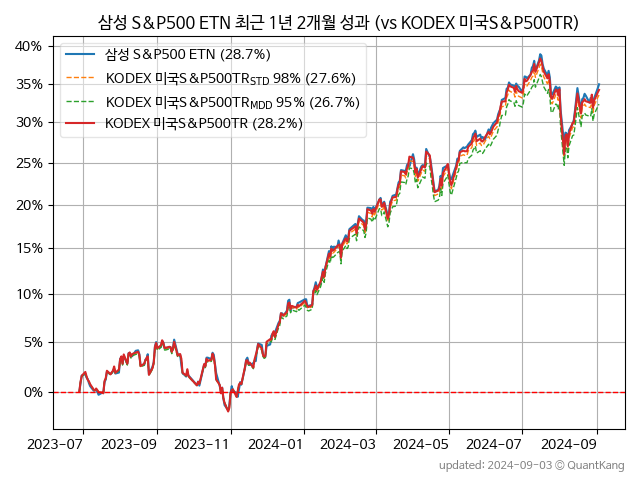 삼성 S&P500 ETN 최근 1년 2개월 성과 (vs KODEX 미국S&P500TR)
삼성 S&P500 ETN (28.7%)
KODEX 미국S&P500TR_STD 98% (27.6%)
KODEX 미국S&P500TR_MDD 95% (26.7%)
KODEX 미국S&P500TR (28.2%)
40%
35%
30%
25%
20%
15%
10%
5%
0%
2023-07 2023-09 2023-11 2024-01 2024-03 2024-05 2024-07 2024-09
updated: 2024-09-03 © QuantKang